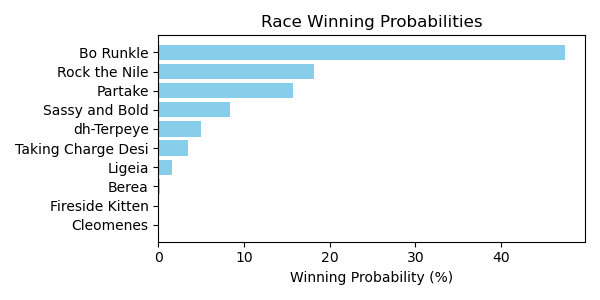 Race Winning Probabilities
Bo Runkle
Rock the Nile
Partake
Sassy and Bold
dh-Terpeye
Taking Charge Desi
Ligeia
Berea
Fireside Kitten
Cleomenes
0 10 20 30 40
Winning Probability (%)